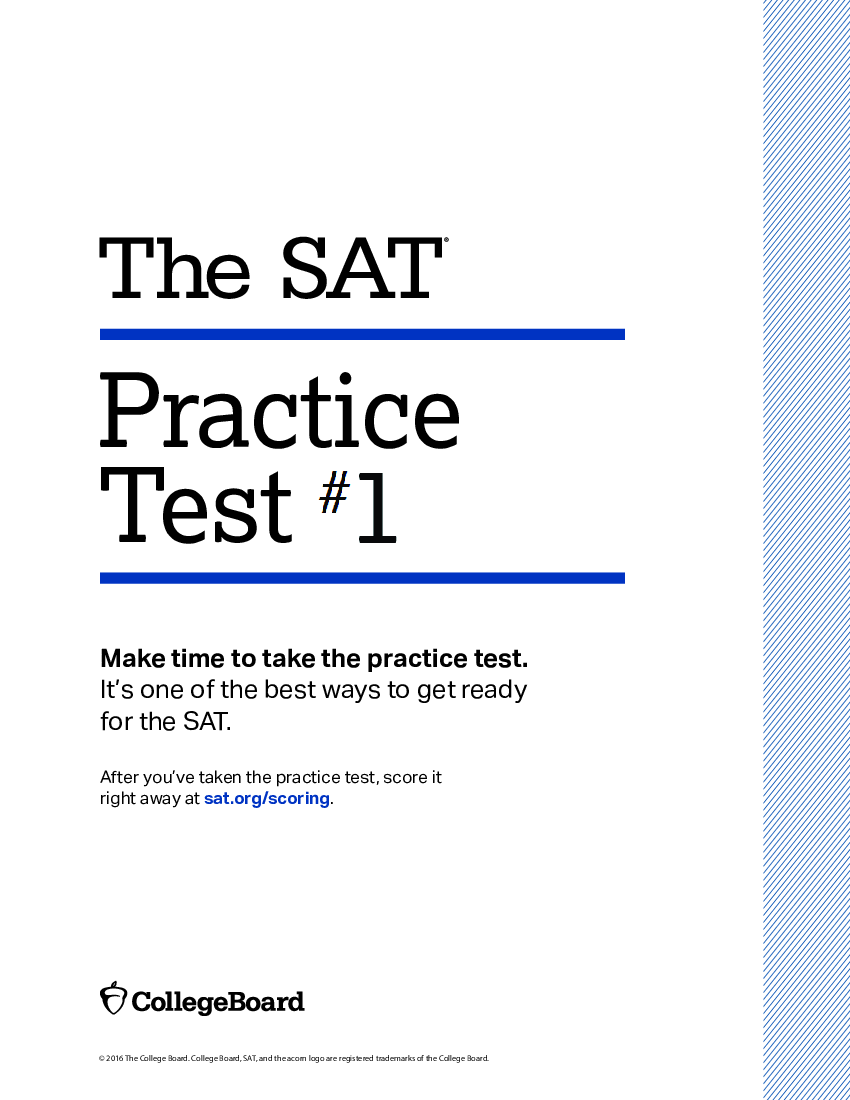 The SAT®
Practice
Test #1
Make time to take the practice test.
It’s one of the best ways to get ready
for the SAT.
After you’ve taken the practice test, score it
right away at sat.org/scoring.
CollegeBoard
© 2016 The College Board. College Board, SAT, and the acorn logo are registered trademarks of the College Board.